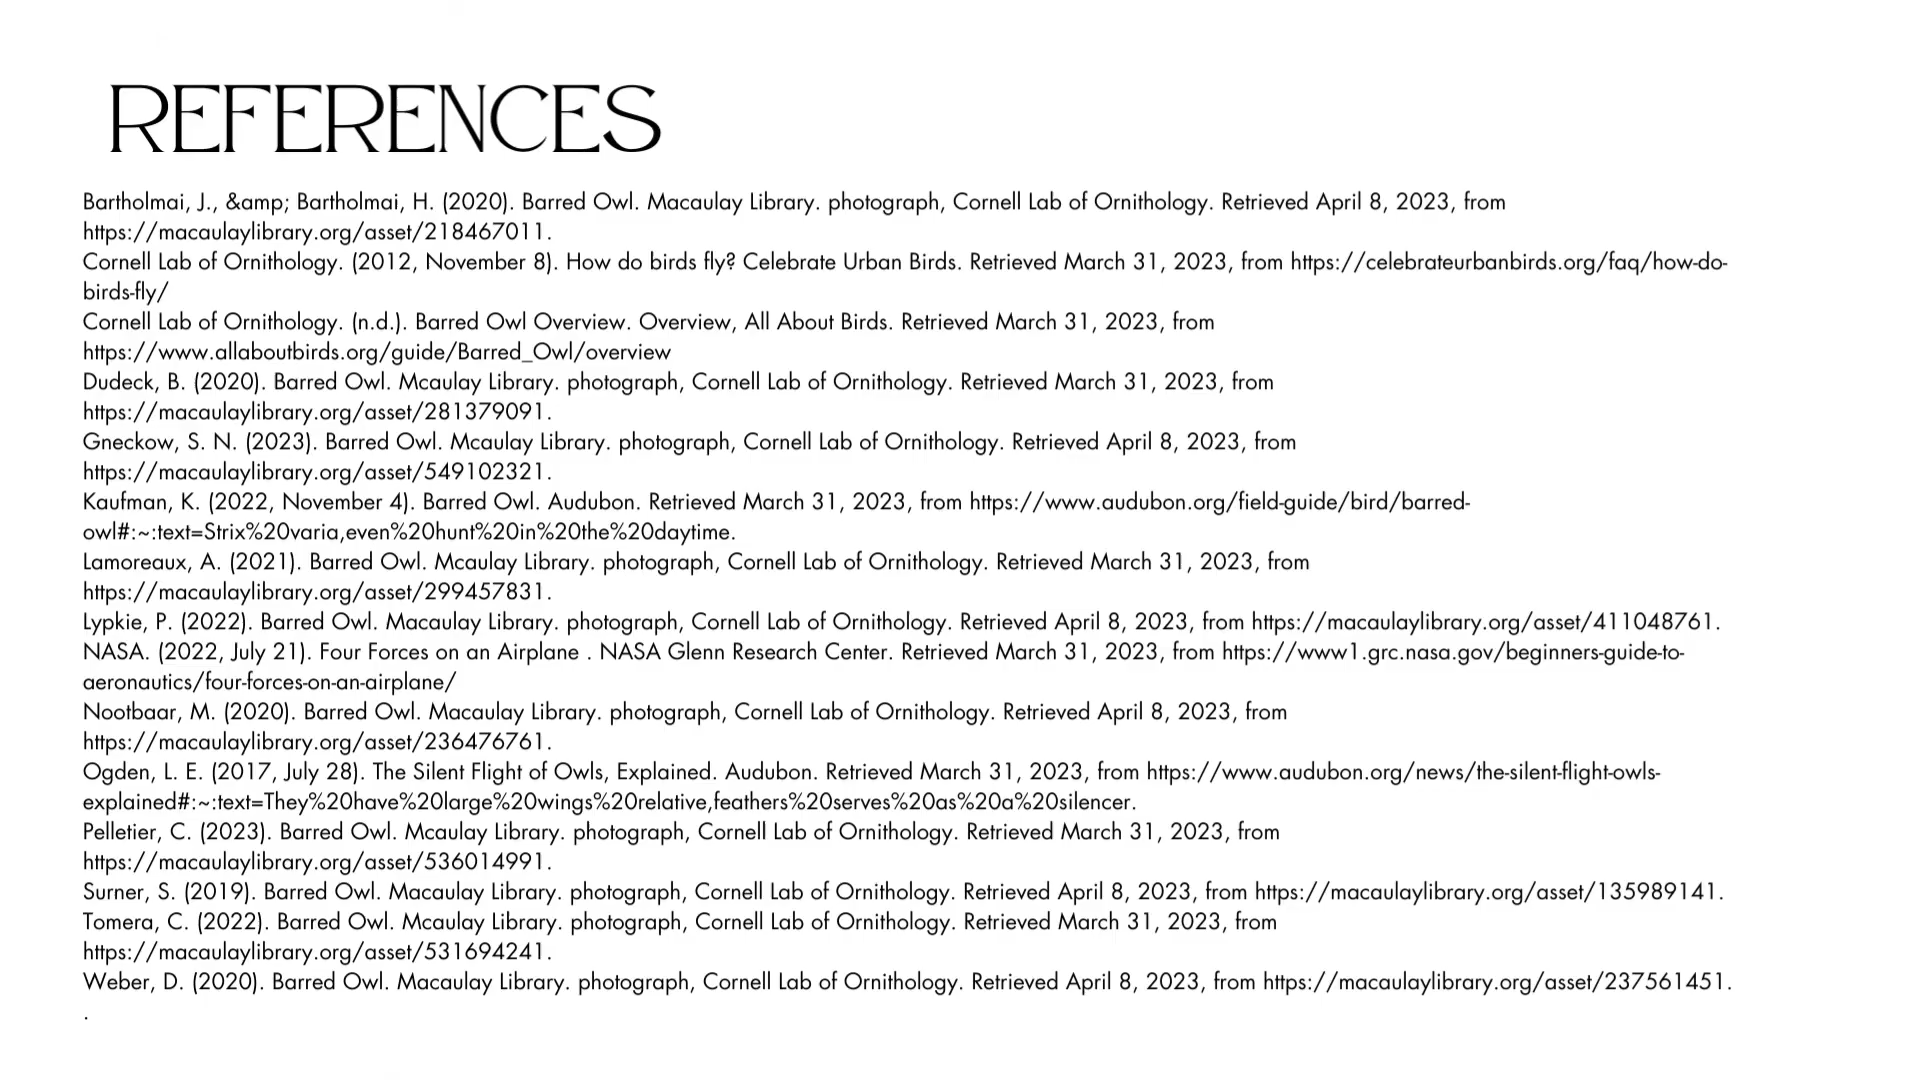 REFERENCES
Bartholmai, J., &amp; Bartholmai, H. (2020). Barred Owl. Macaulay Library. photograph, Cornell Lab of Ornithology. Retrieved April 8, 2023, from
https://macaulaylibrary.org/asset/218467011.
Cornell Lab of Ornithology. (2012, November 8). How do birds fly? Celebrate Urban Birds. Retrieved March 31, 2023, from https://celebrateurbanbirds.org/faq/how-do-
birds-fly/
Cornell Lab of Ornithology. (n.d.). Barred Owl Overview. Overview, All About Birds. Retrieved March 31, 2023, from
https://www.allaboutbirds.org/guide/Barred_Owl/overview
Dudeck, B. (2020). Barred Owl. Mcaulay Library. photograph, Cornell Lab of Ornithology. Retrieved March 31, 2023, from
https://macaulaylibrary.org/asset/281379091.
Gneckow, S. N. (2023). Barred Owl. Mcaulay Library. photograph, Cornell Lab of Ornithology. Retrieved April 8, 2023, from
https://macaulaylibrary.org/asset/549102321.
Kaufman, K. (2022, November 4). Barred Owl. Audubon. Retrieved March 31, 2023, from https://www.audubon.org/field-guide/bird/barred-
owl#:~:text=Strix%20varia,even%20hunt%20in%20the%20daytime.
Lamoreaux, A. (2021). Barred Owl. Mcaulay Library. photograph, Cornell Lab of Ornithology. Retrieved March 31, 2023, from
https://macaulaylibrary.org/asset/299457831.
Lypkie, P. (2022). Barred Owl. Macaulay Library. photograph, Cornell Lab of Ornithology. Retrieved April 8, 2023, from https://macaulaylibrary.org/asset/411048761.
NASA. (2022, July 21). Four Forces on an Airplane . NASA Glenn Research Center. Retrieved March 31, 2023, from https://www1.grc.nasa.gov/beginners-guide-to-
aeronautics/four-forces-on-an-airplane/
Nootbaar, M. (2020). Barred Owl. Macaulay Library. photograph, Cornell Lab of Ornithology. Retrieved April 8, 2023, from
https://macaulaylibrary.org/asset/236476761.
Ogden, L. E. (2017, July 28). The Silent Flight of Owls, Explained. Audubon. Retrieved March 31, 2023, from https://www.audubon.org/news/the-silent-flight-owls-
explained#:~:text=They%20have%20large%20wings%20relative,feathers%20serves%20as%20a%20silencer.
Pelletier, C. (2023). Barred Owl. Mcaulay Library. photograph, Cornell Lab of Ornithology. Retrieved March 31, 2023, from
https://macaulaylibrary.org/asset/536014991.
Surner, S. (2019). Barred Owl. Macaulay Library. photograph, Cornell Lab of Ornithology. Retrieved April 8, 2023, from https://macaulaylibrary.org/asset/135989141.
Tomera, C. (2022). Barred Owl. Mcaulay Library. photograph, Cornell Lab of Ornithology. Retrieved March 31, 2023, from
https://macaulaylibrary.org/asset/531694241.
Weber, D. (2020). Barred Owl. Macaulay Library. photograph, Cornell Lab of Ornithology. Retrieved April 8, 2023, from https://macaulaylibrary.org/asset/237561451.
.